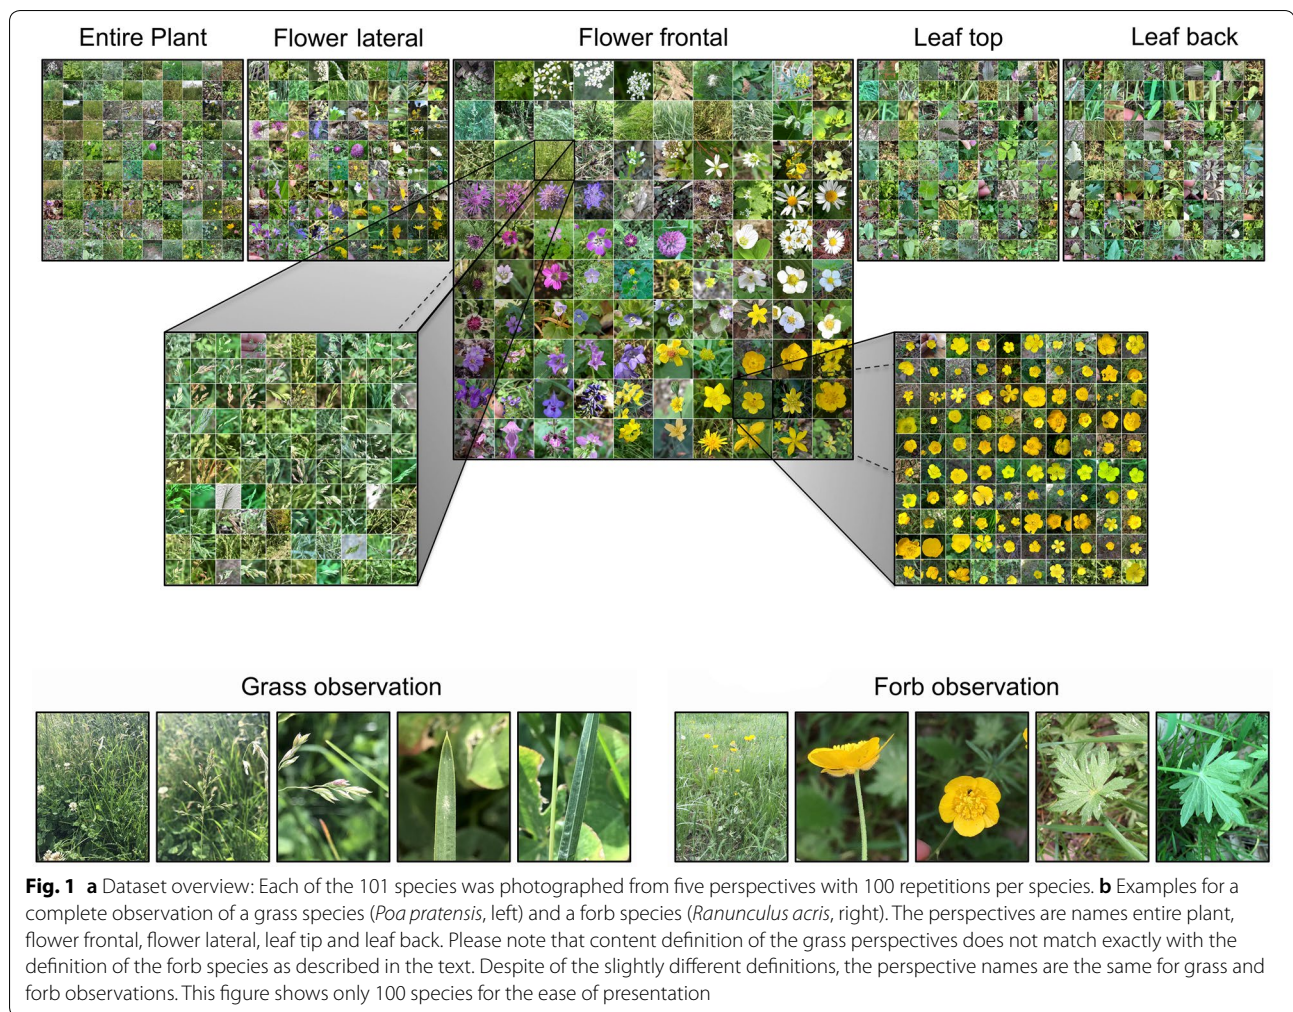 Entire Plant
Flower lateral
Flower frontal
Leaf top
Leaf back
Grass observation
Forb observation
Fig. 1 a Dataset overview: Each of the 101 species was photographed from five perspectives with 100 repetitions per species. b Examples for a
complete observation of a grass species (Poa pratensis, left) and a forb species (Ranunculus acris, right). The perspectives are names entire plant,
flower frontal, flower lateral, leaf tip and leaf back. Please note that content definition of the grass perspectives does not match exactly with the
definition of the forb species as described in the text. Despite of the slightly different definitions, the perspective names are the same for grass and
forb observations. This figure shows only 100 species for the ease of presentation